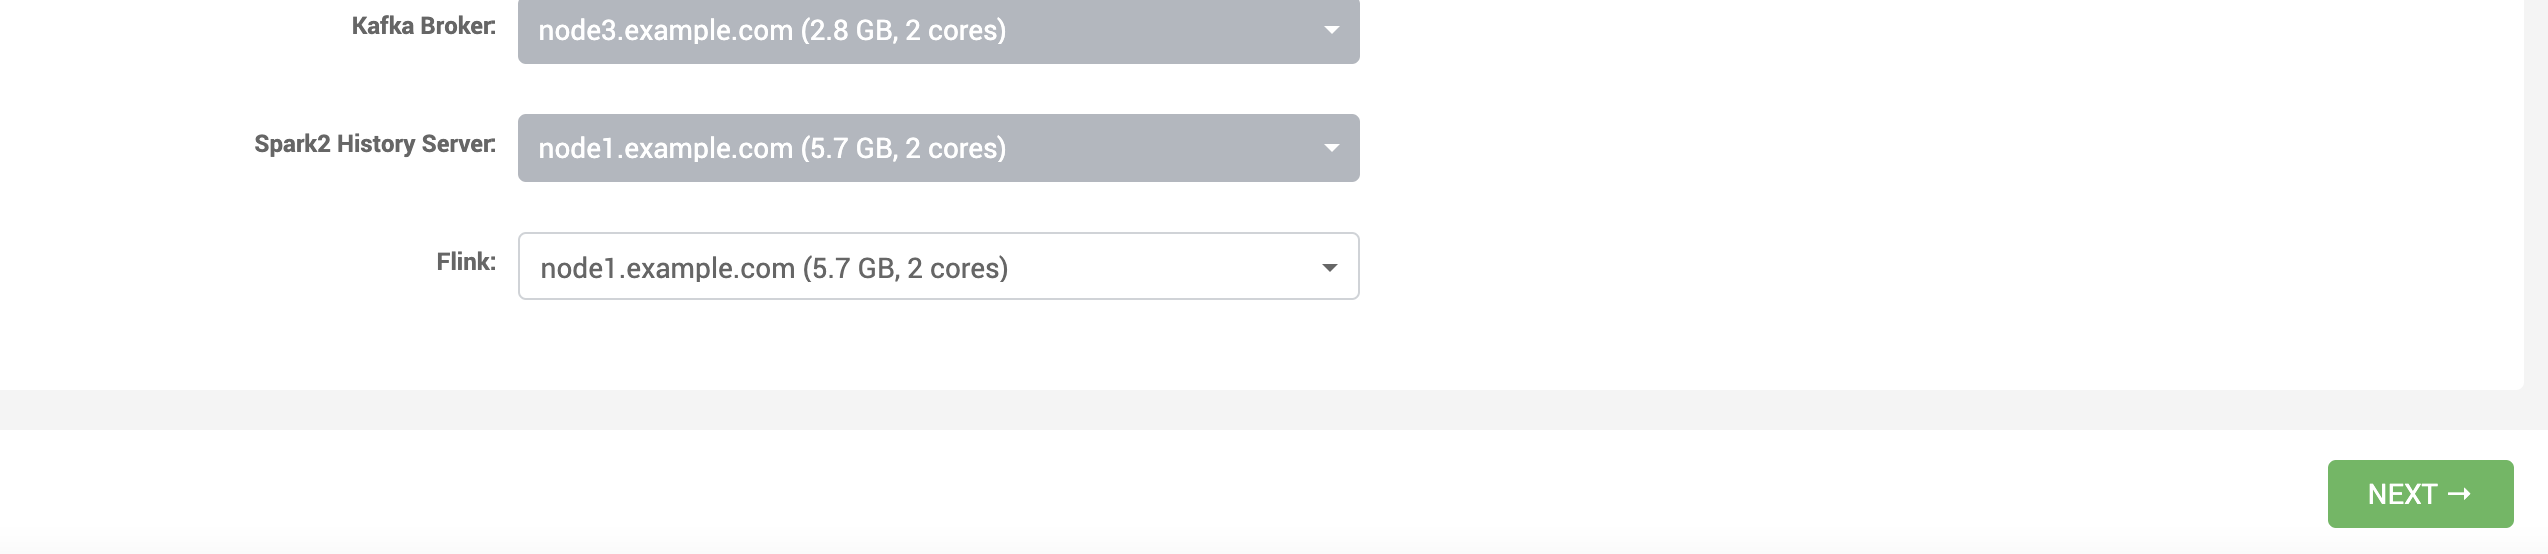 Kafka Broker: node3.example.com (2.8 GB, 2 cores)
Spark2 History Server: node1.example.com (5.7 GB, 2 cores)
Flink: node1.example.com (5.7 GB, 2 cores)
NEXT →